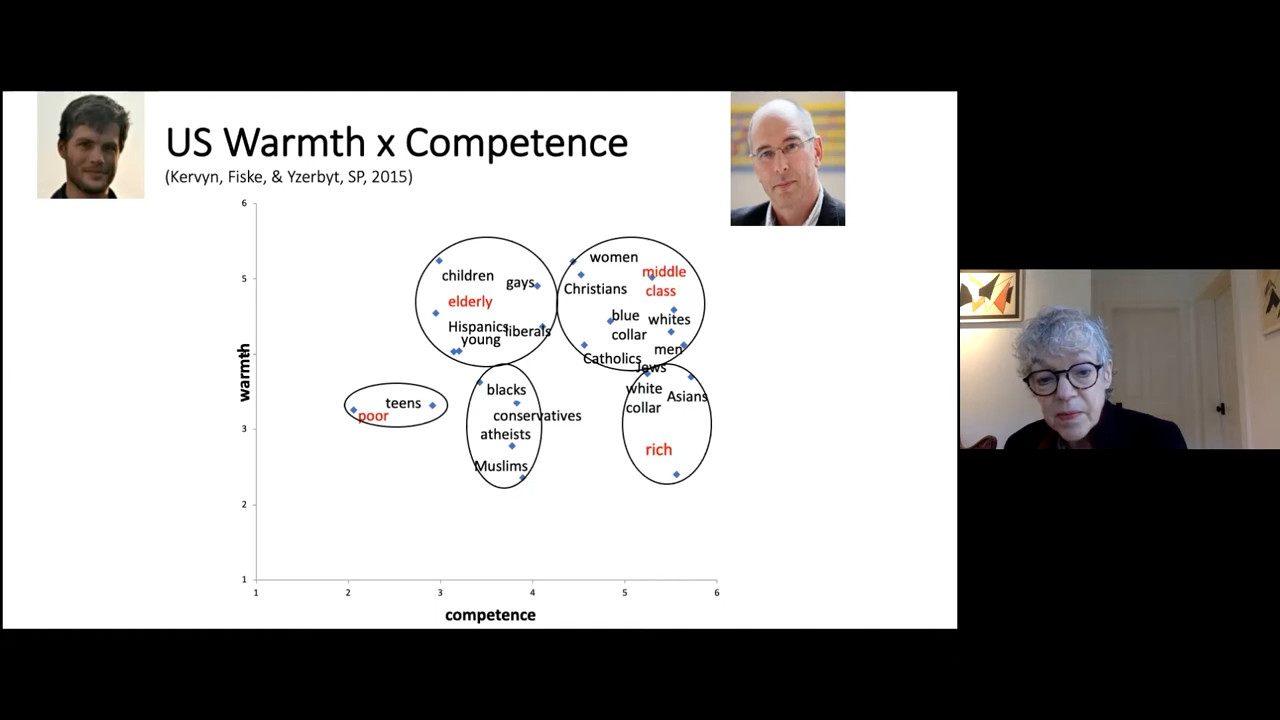 US Warmth x Competence
(Kervyn, Fiske, & Yzerbyt, SP, 2015)
6
5
4
3
2
1
warmth
children
gays
elderly
Hispanics
liberals
young
women
middle
class
Christians
blue
collar
whites
men
Catholics
Jews
white
collar
Asians
rich
teens
poor
blacks
conservatives
atheists
Muslims
1
2
3
4
5
6
competence